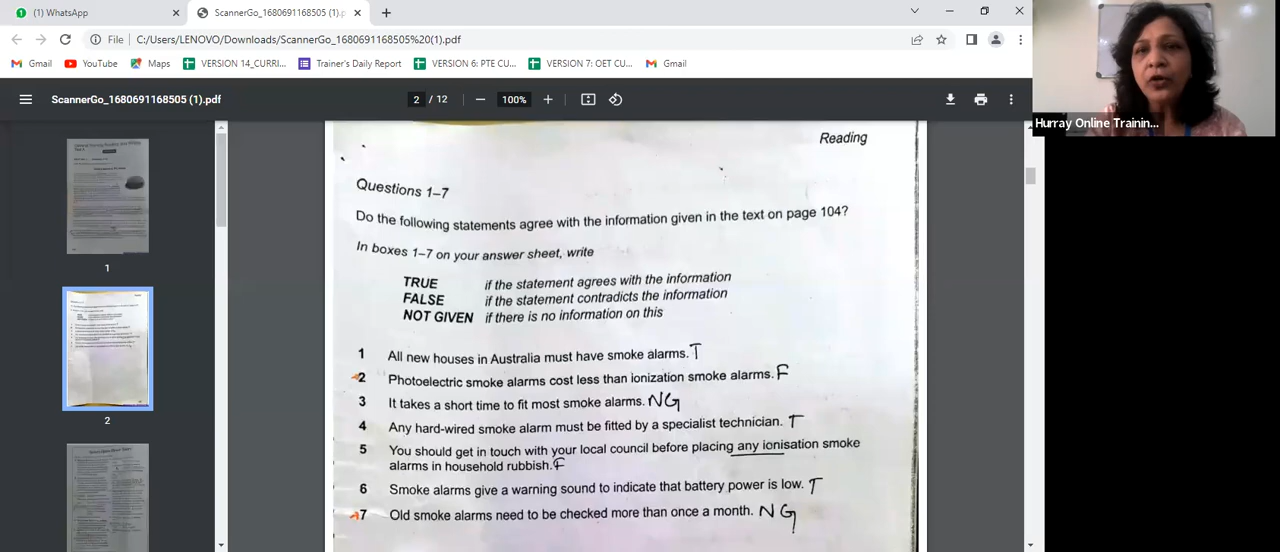 (1) WhatsApp
ScannerGo_1680691168505 (1).p
File
C:/Users/LENOVO/Downloads/ScannerGo_1680691168505%20(1).pdf
Gmail
YouTube
Maps
VERSION 14_CURRI...
Trainer's Daily Report
VERSION 6: PTE CU...
VERSION 7: OET CU...
Gmail
ScannerGo_1680691168505 (1).pdf
2 / 12
100%
Hurray Online Trainin...
1
2
Reading
Questions 1–7
Do the following statements agree with the information given in the text on page 104?
In boxes 1–7 on your answer sheet, write
TRUE if the statement agrees with the information
FALSE if the statement contradicts the information
NOT GIVEN if there is no information on this
1 All new houses in Australia must have smoke alarms. T
2 Photoelectric smoke alarms cost less than ionization smoke alarms. F
3 It takes a short time to fit most smoke alarms. NG
4 Any hard-wired smoke alarm must be fitted by a specialist technician. T
5 You should get in touch with your local council before placing any ionisation smoke
alarms in household rubbish. F
6 Smoke alarms give a warning sound to indicate that battery power is low. T
7 Old smoke alarms need to be checked more than once a month. NG